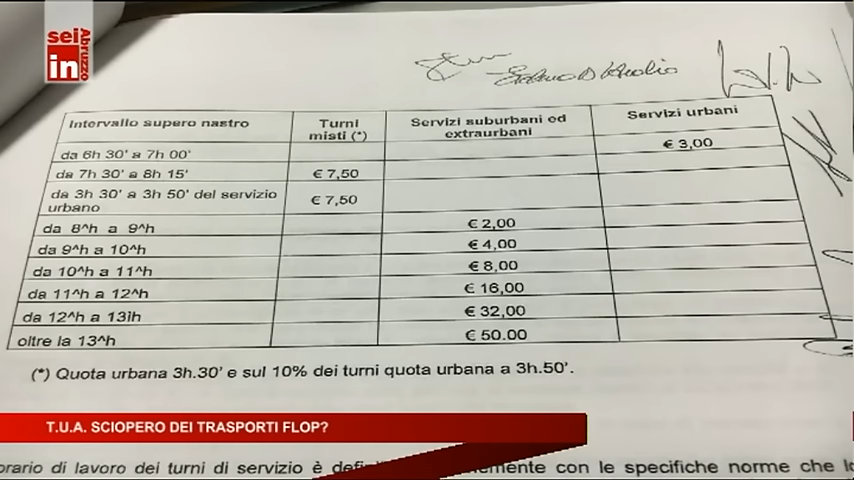 sei
in
Abruzzo
Intervallo supero nastro
Turni misti (*)
Servizi suburbani ed extraurbani
Servizi urbani
da 6h 30' a 7h 00'
€ 3,00
da 7h 30' a 8h 15'
€ 7,50
da 3h 30' a 3h 50' del servizio urbano
€ 7,50
da 8^h a 9^h
€ 2,00
da 9^h a 10^h
€ 4,00
da 10^h a 11^h
€ 8,00
da 11^h a 12^h
€ 16,00
da 12^h a 13ìh
€ 32,00
oltre la 13^h
€ 50.00
(*) Quota urbana 3h.30' e sul 10% dei turni quota urbana a 3h.50'.
T.U.A. SCIOPERO DEI TRASPORTI FLOP?
orario di lavoro dei turni di servizio è con le specifiche norme che